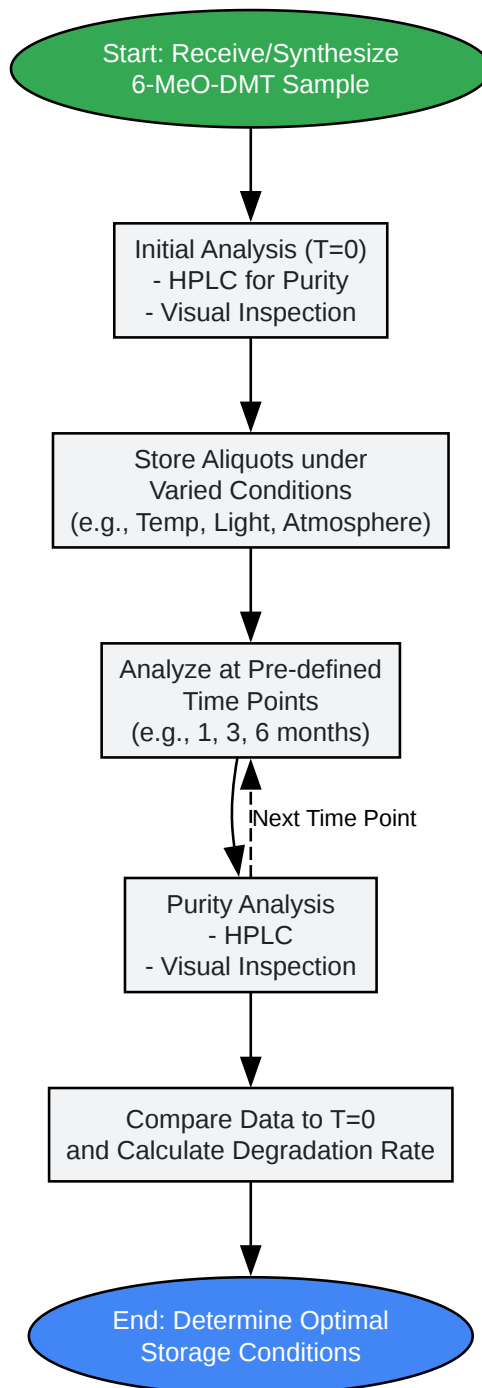 Start: Receive/Synthesize
6-MeO-DMT Sample
Initial Analysis (T=0)
- HPLC for Purity
- Visual Inspection
Store Aliquots under
Varied Conditions
(e.g., Temp, Light, Atmosphere)
Analyze at Pre-defined
Time Points
(e.g., 1, 3, 6 months)
Next Time Point
Purity Analysis
- HPLC
- Visual Inspection
Compare Data to T=0
and Calculate Degradation Rate
End: Determine Optimal
Storage Conditions